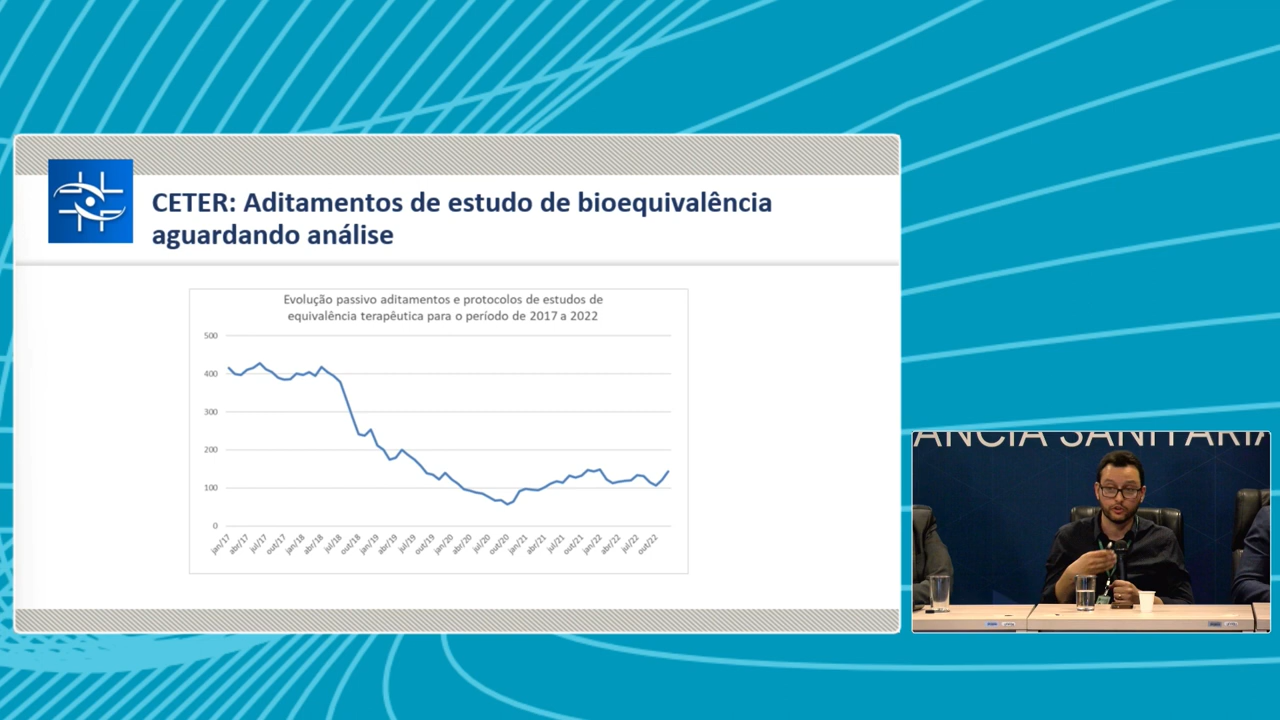 CETER: Aditamentos de estudo de bioequivalência
aguardando análise
Evolução passivo aditamentos e protocolos de estudos de
equivalência terapêutica para o período de 2017 a 2022
500
400
300
200
100
0
jan/17
abr/17
jul/17
out/17
jan/18
abr/18
jul/18
out/18
jan/19
abr/19
jul/19
out/19
jan/20
abr/20
jul/20
out/20
jan/21
abr/21
jul/21
out/21
jan/22
abr/22
jul/22
out/22
ANCIA SANITARIA